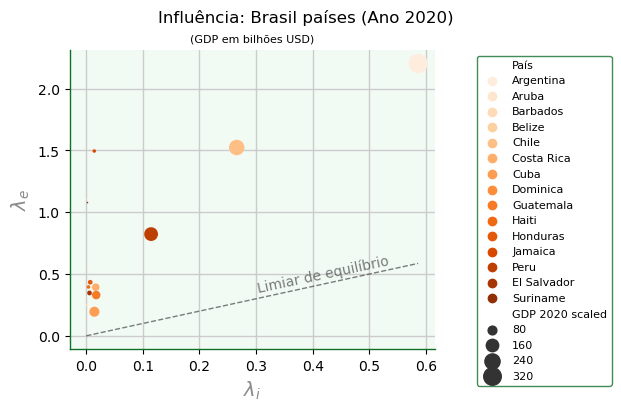 Influência: Brasil países (Ano 2020)
(GDP em bilhões USD)
2.0
1.5
1.0
0.5
0.0
λe
Limiar de equilíbrio
0.0 0.1 0.2 0.3 0.4 0.5 0.6
λi
País
Argentina
Aruba
Barbados
Belize
Chile
Costa Rica
Cuba
Dominica
Guatemala
Haiti
Honduras
Jamaica
Peru
El Salvador
Suriname
GDP 2020 scaled
80
160
240
320